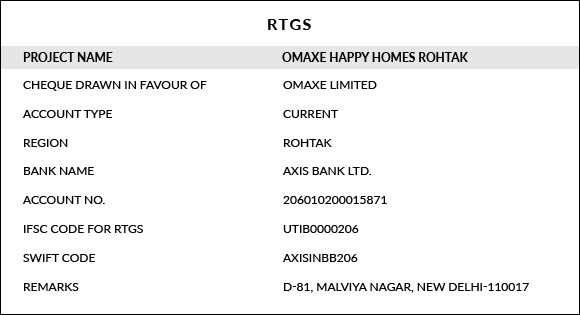 RTGS
PROJECT NAME OMAXE HAPPY HOMES ROHTAK
CHEQUE DRAWN IN FAVOUR OF OMAXE LIMITED
ACCOUNT TYPE CURRENT
REGION ROHTAK
BANK NAME AXIS BANK LTD.
ACCOUNT NO. 206010200015871
IFSC CODE FOR RTGS UTIB0000206
SWIFT CODE AXISINBB206
REMARKS D-81, MALVIYA NAGAR, NEW DELHI-110017